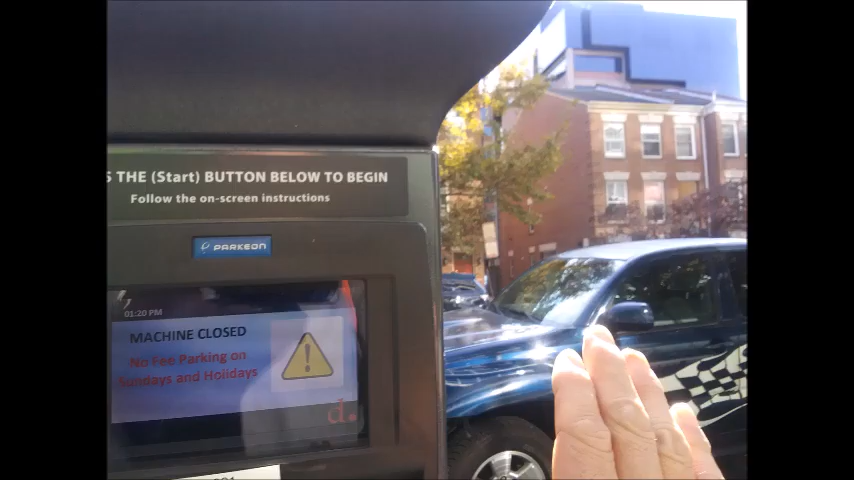 THE (Start) BUTTON BELOW TO BEGIN
Follow the on-screen instructions
PARKEON
01:20 PM
MACHINE CLOSED
No Fee Parking on
Sundays and Holidays
d.